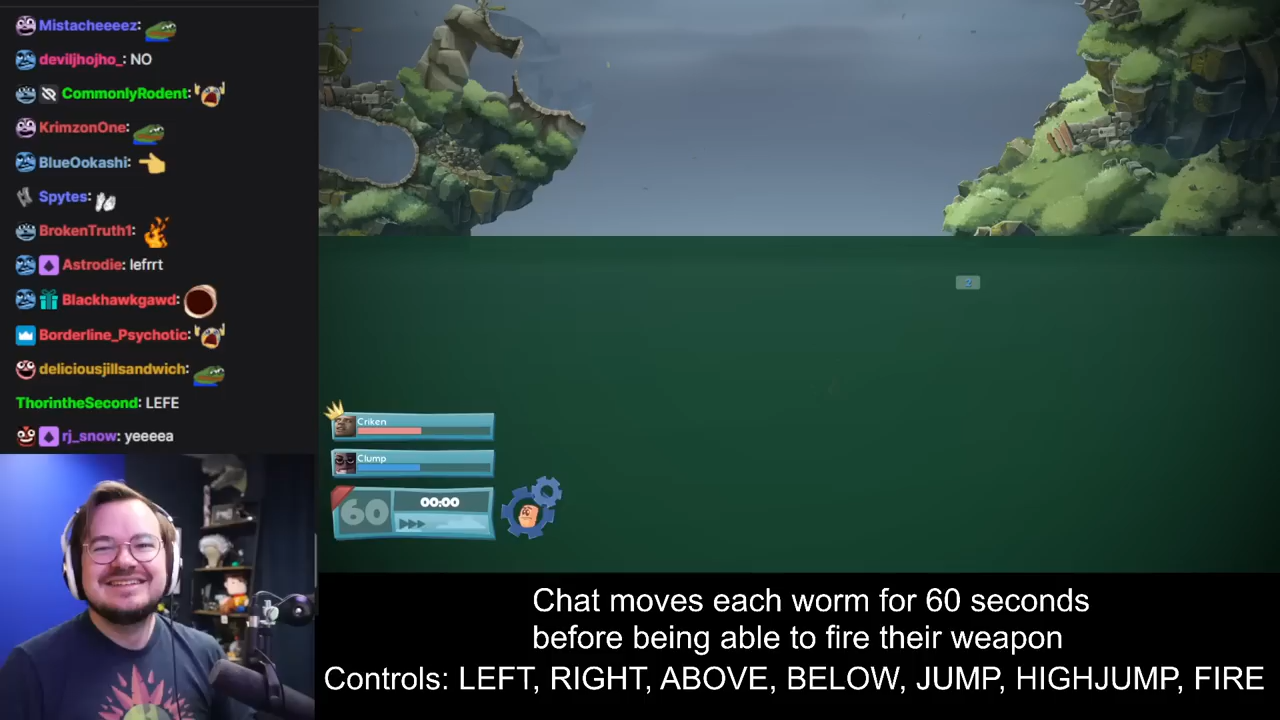 Mistacheeeez:
deviljhojho_: NO
CommonlyRodent:
KrimzonOne:
BlueOokashi:
Spytes:
BrokenTruth1:
Astrodie: lefrrt
Blackhawkgawd:
Borderline_Psychotic:
deliciousjillsandwich:
ThorintheSecond: LEFE
rj_snow: yeeeea
2
Criken
Clump
60
00:00
Chat moves each worm for 60 seconds
before being able to fire their weapon
Controls: LEFT, RIGHT, ABOVE, BELOW, JUMP, HIGHJUMP, FIRE